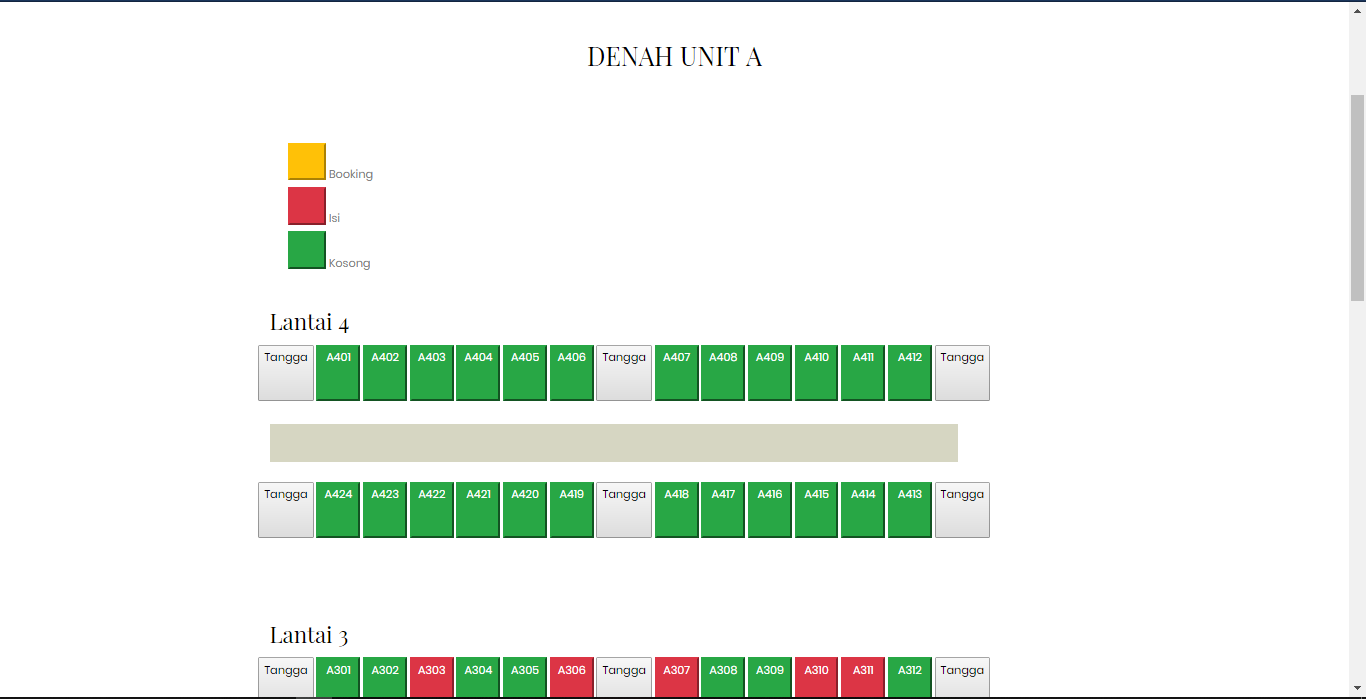 DENAH UNIT A
Booking
Isi
Kosong
Lantai 4
Tangga A401 A402 A403 A404 A405 A406 Tangga A407 A408 A409 A410 A411 A412 Tangga
Tangga A424 A423 A422 A421 A420 A419 Tangga A418 A417 A416 A415 A414 A413 Tangga
Lantai 3
Tangga A301 A302 A303 A304 A305 A306 Tangga A307 A308 A309 A310 A311 A312 Tangga